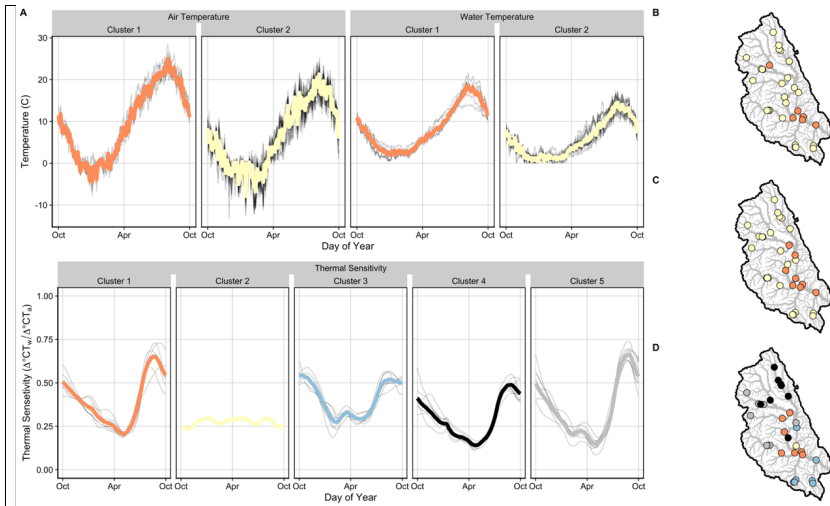 A
B
Air Temperature
Water Temperature
Cluster 1
Cluster 2
Cluster 1
Cluster 2
30
20
10
0
-10
Temperature (C)
Oct
Apr
Oct
Oct
Apr
Oct
Oct
Apr
Oct
Oct
Apr
Oct
Day of Year
C
Thermal Sensitivity
Cluster 1
Cluster 2
Cluster 3
Cluster 4
Cluster 5
1.00
0.75
0.50
0.25
0.00
Thermal Sensetivity (Δ°CTw/Δ°CTa)
Oct
Apr
Oct
Oct
Apr
Oct
Oct
Apr
Oct
Oct
Apr
Oct
Oct
Apr
Oct
Day of Year
D